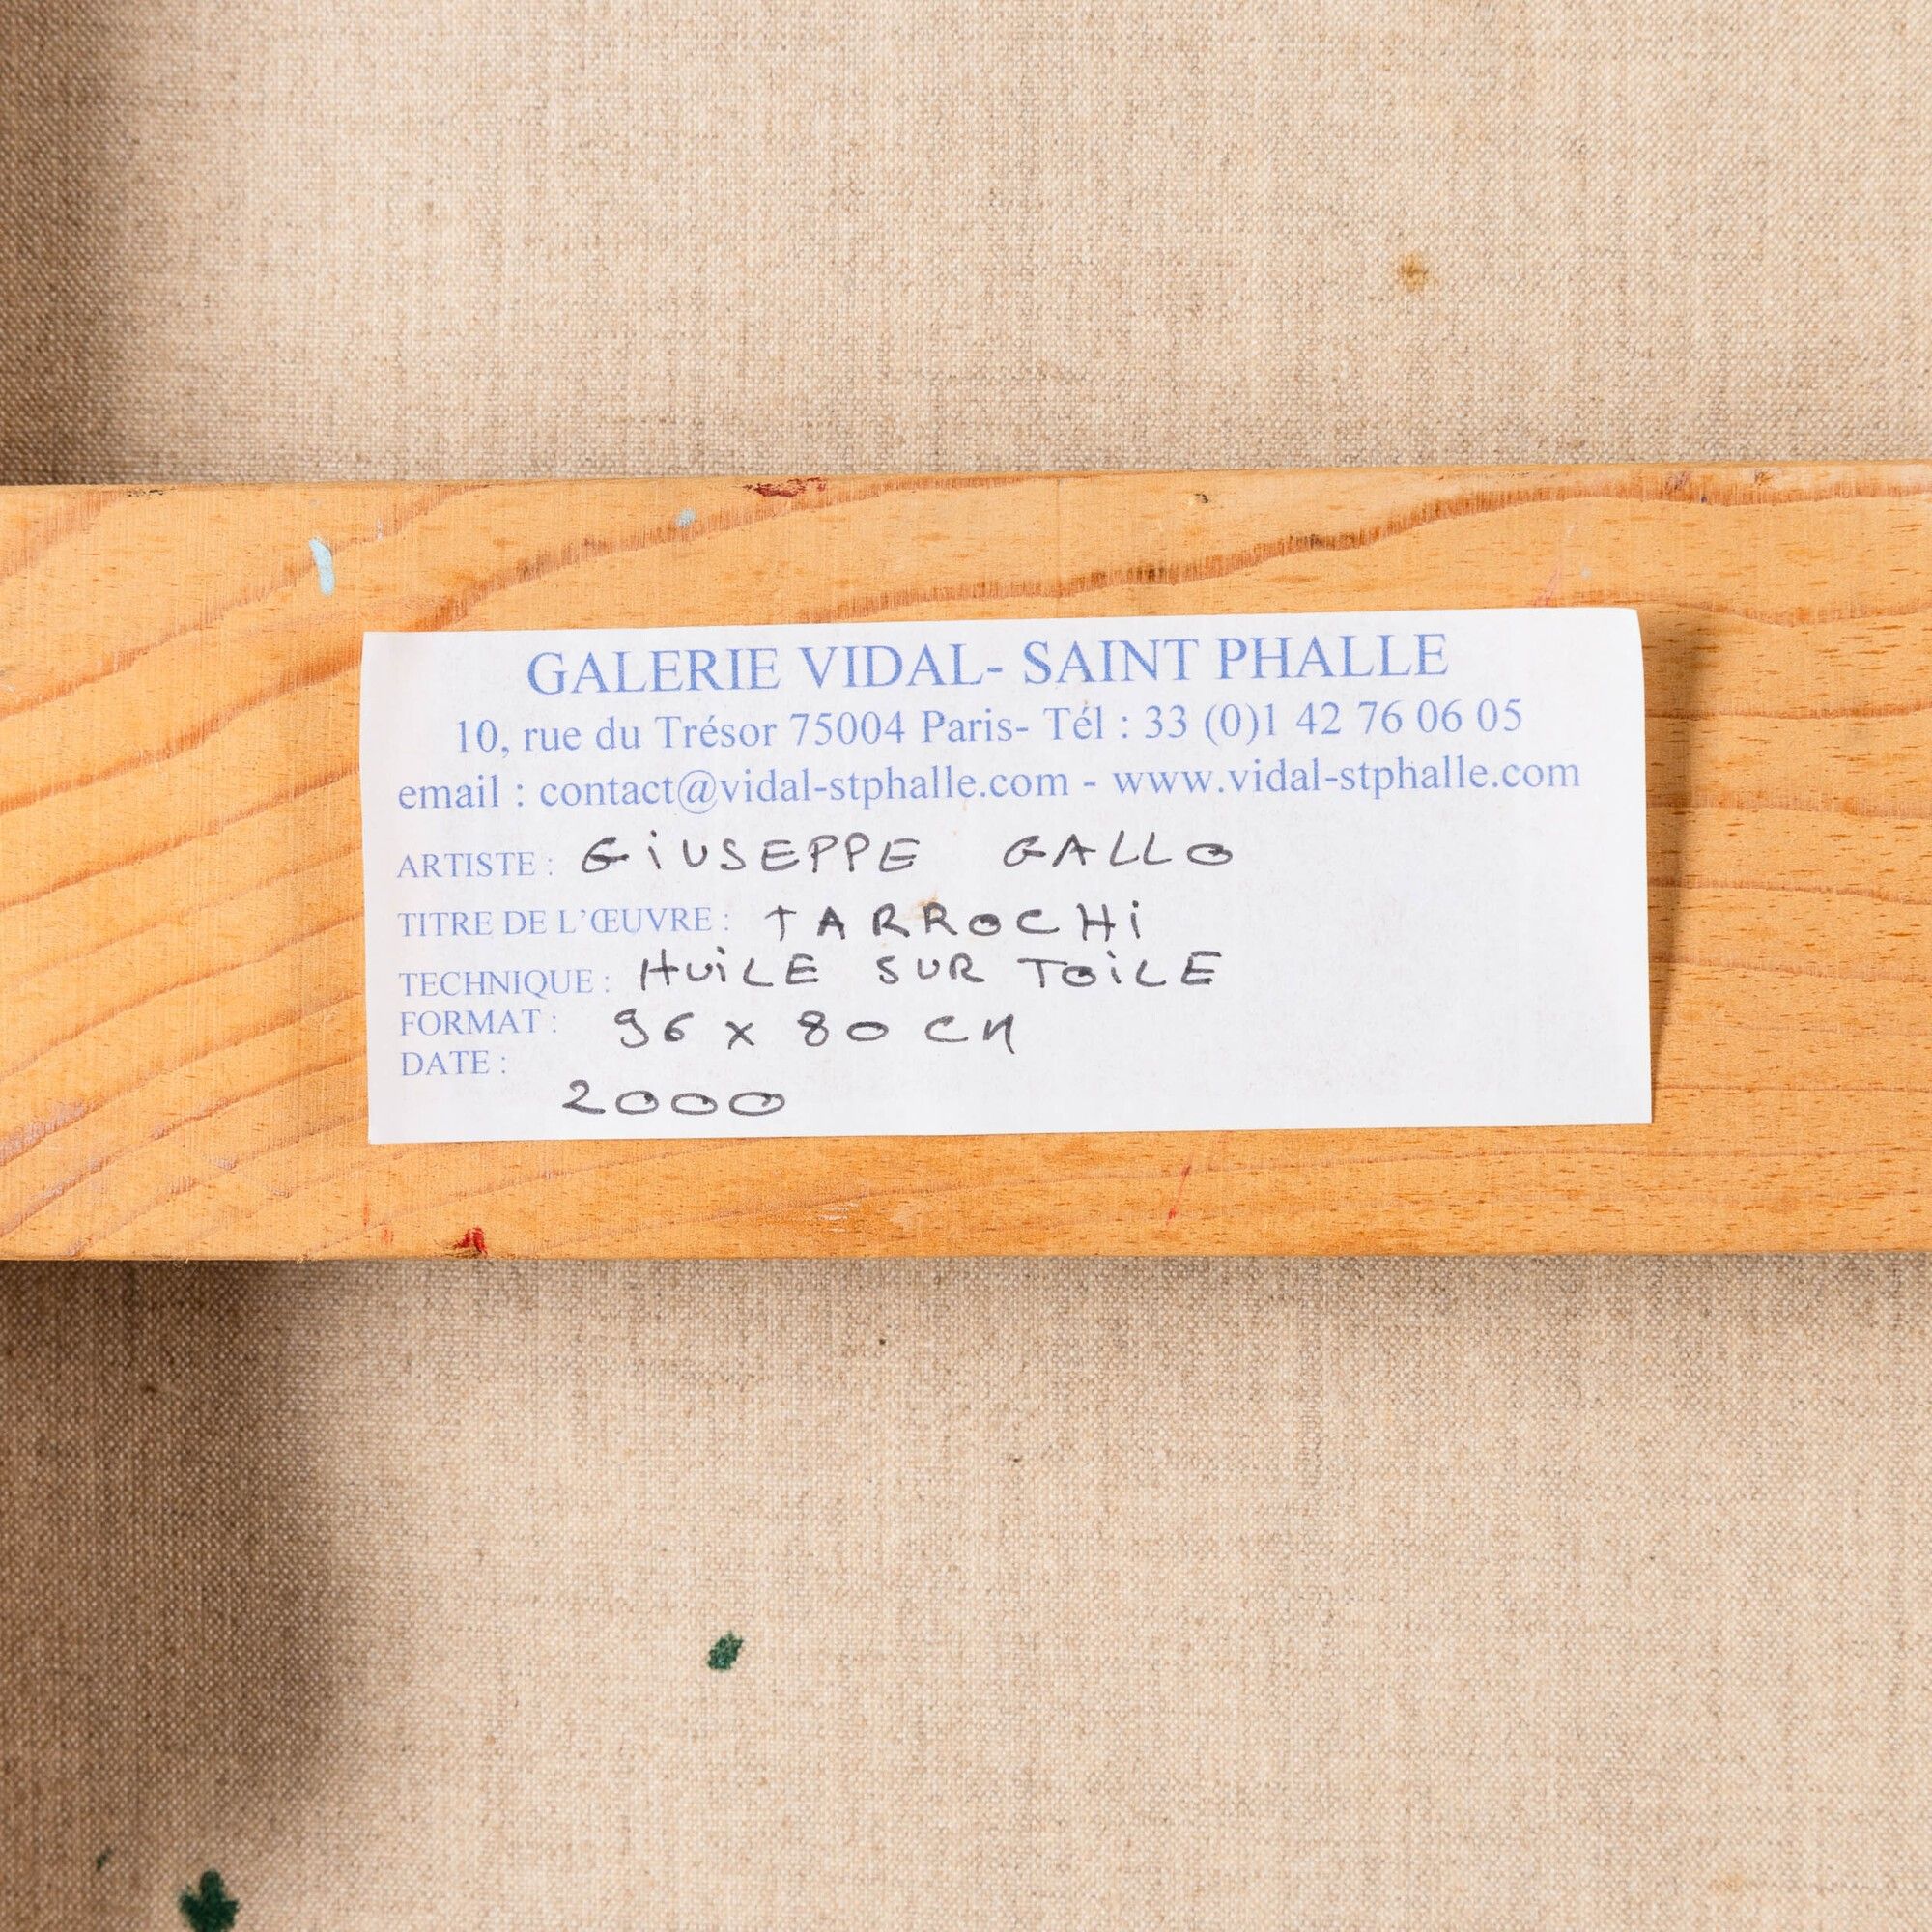 GALERIE VIDAL- SAINT PHALLE
10, rue du Trésor 75004 Paris- Tél : 33 (0)1 42 76 06 05
email : contact@vidal-stphalle.com - www.vidal-stphalle.com
ARTISTE : GiUSEPPE GALLO
TITRE DE L'ŒUVRE : TARROCHi
TECHNIQUE : HUiLE SUR TOiLE
FORMAT : 96 x 80 CM
DATE :
2000